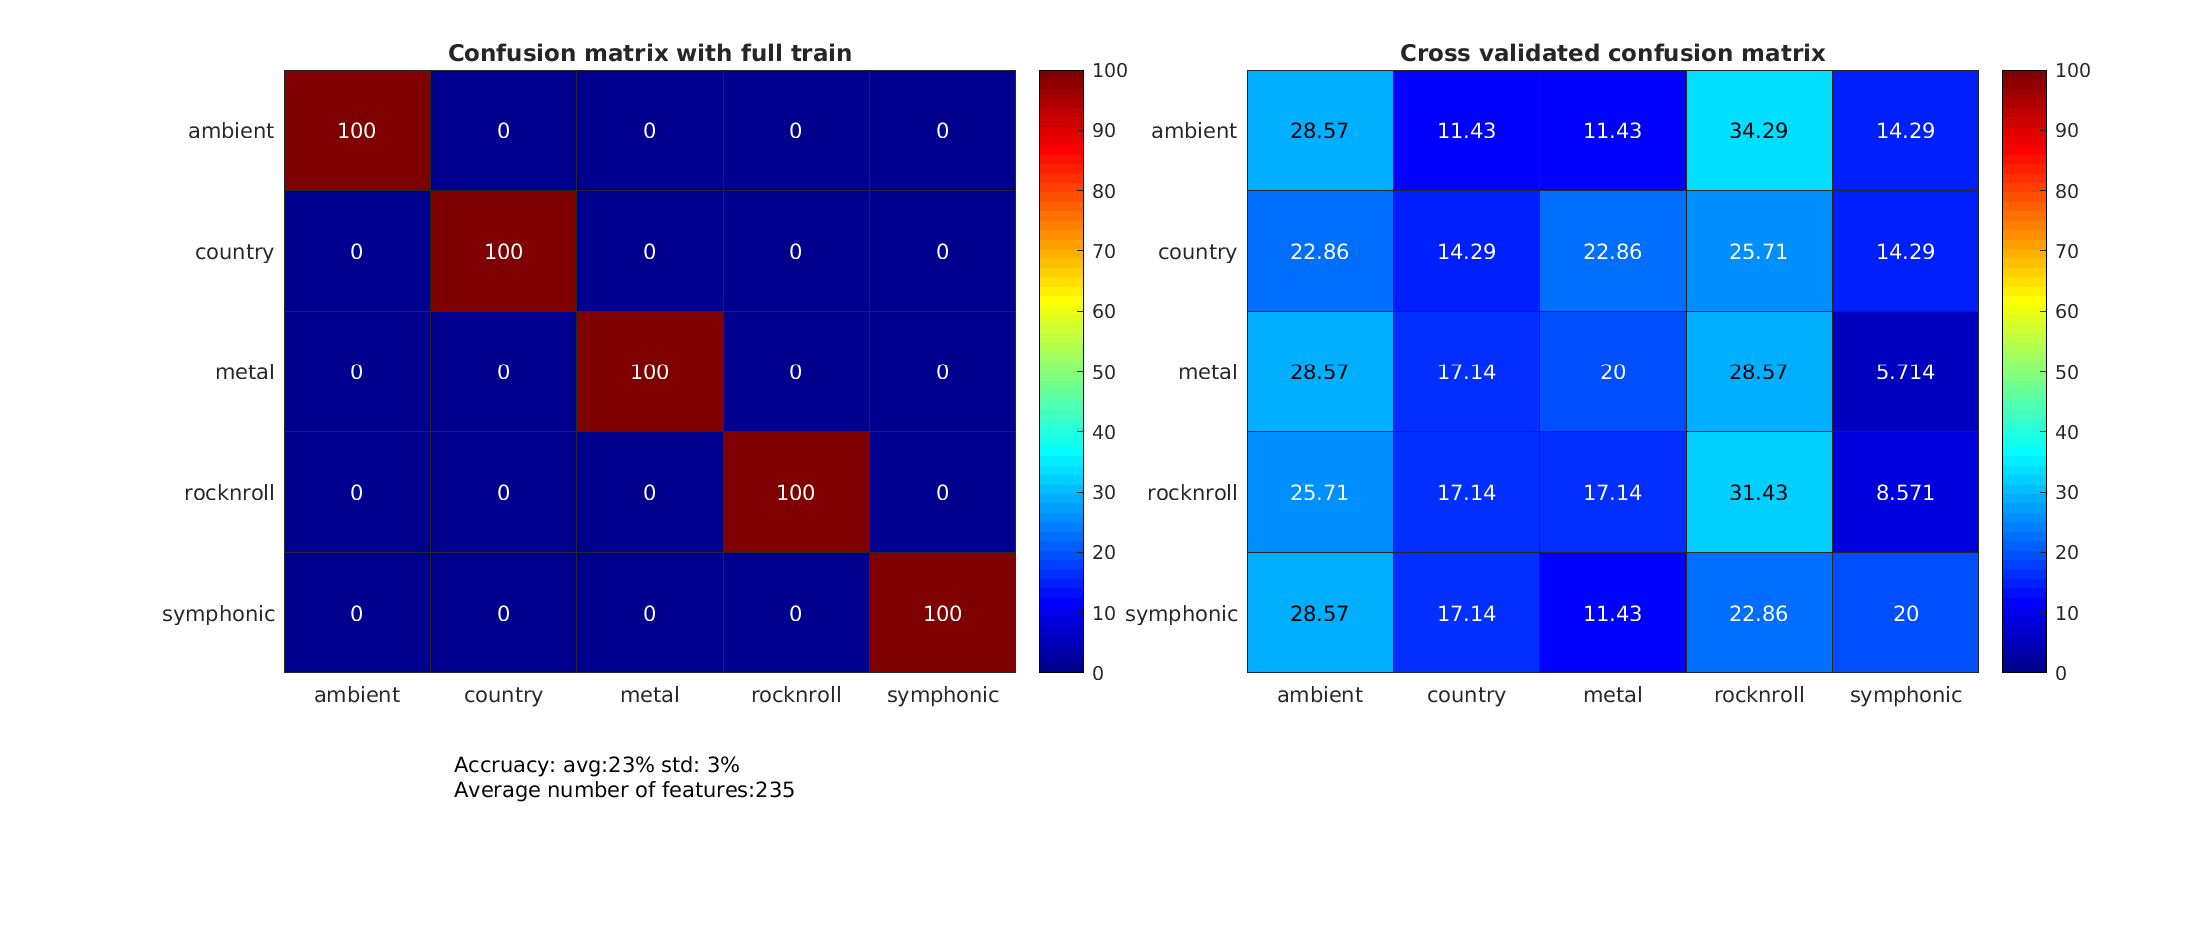 Confusion matrix with full train
ambient 100 0 0 0 0
country 0 100 0 0 0
metal 0 0 100 0 0
rocknroll 0 0 0 100 0
symphonic 0 0 0 0 100
ambient country metal rocknroll symphonic
100
90
80
70
60
50
40
30
20
10
0
Accruacy: avg:23% std: 3%
Average number of features:235
Cross validated confusion matrix
ambient 28.57 11.43 11.43 34.29 14.29
country 22.86 14.29 22.86 25.71 14.29
metal 28.57 17.14 20 28.57 5.714
rocknroll 25.71 17.14 17.14 31.43 8.571
symphonic 28.57 17.14 11.43 22.86 20
ambient country metal rocknroll symphonic
100
90
80
70
60
50
40
30
20
10
0